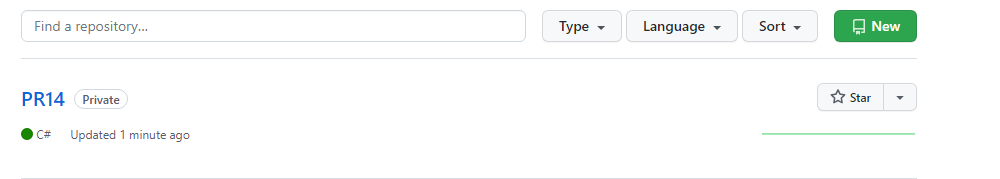 Find a repository... Type Language Sort New
PR14 Private Star
C# Updated 1 minute ago